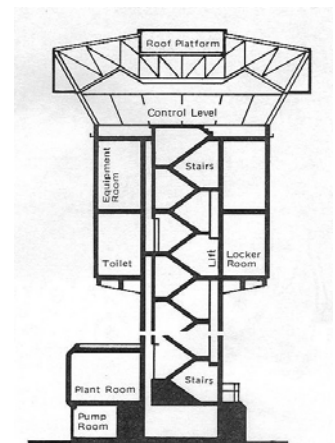 Roof Platform
Control Level
Equipment
Room
Stairs
Toilet
Lift
Locker
Room
Plant Room
Stairs
Pump
Room